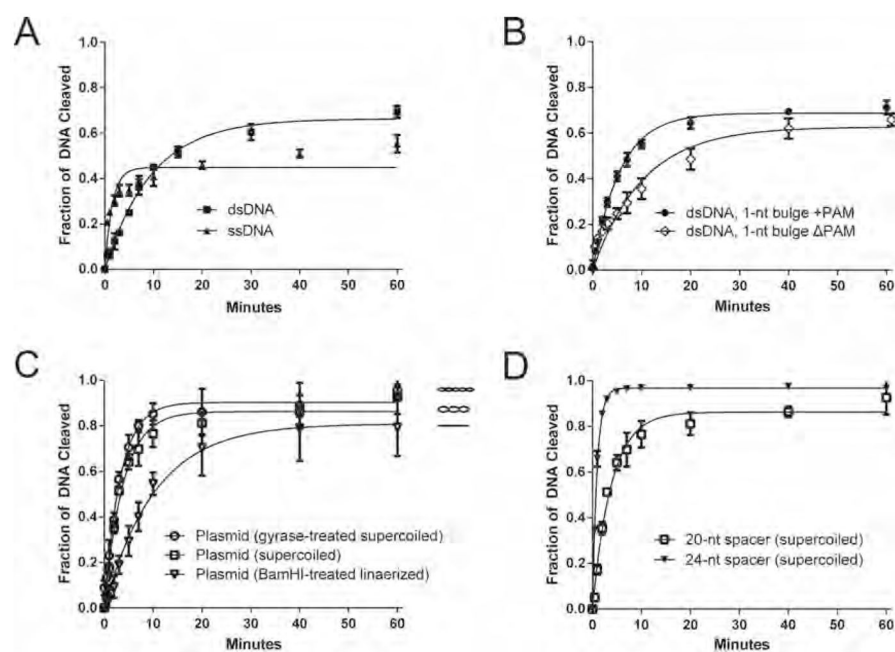 A
Fraction of DNA Cleaved
1.0
0.8
0.6
0.4
0.2
0.0
dsDNA
ssDNA
0 10 20 30 40 50 60
Minutes
B
Fraction of DNA Cleaved
1.0
0.8
0.6
0.4
0.2
0.0
dsDNA, 1-nt bulge +PAM
dsDNA, 1-nt bulge ΔPAM
0 10 20 30 40 50 60
Minutes
C
Fraction of DNA Cleaved
1.0
0.8
0.6
0.4
0.2
0.0
Plasmid (gyrase-treated supercoiled)
Plasmid (supercoiled)
Plasmid (BamHI-treated linaerized)
0 10 20 30 40 50 60
Minutes
D
Fraction of DNA Cleaved
1.0
0.8
0.6
0.4
0.2
0.0
20-nt spacer (supercoiled)
24-nt spacer (supercoiled)
0 10 20 30 40 50 60
Minutes